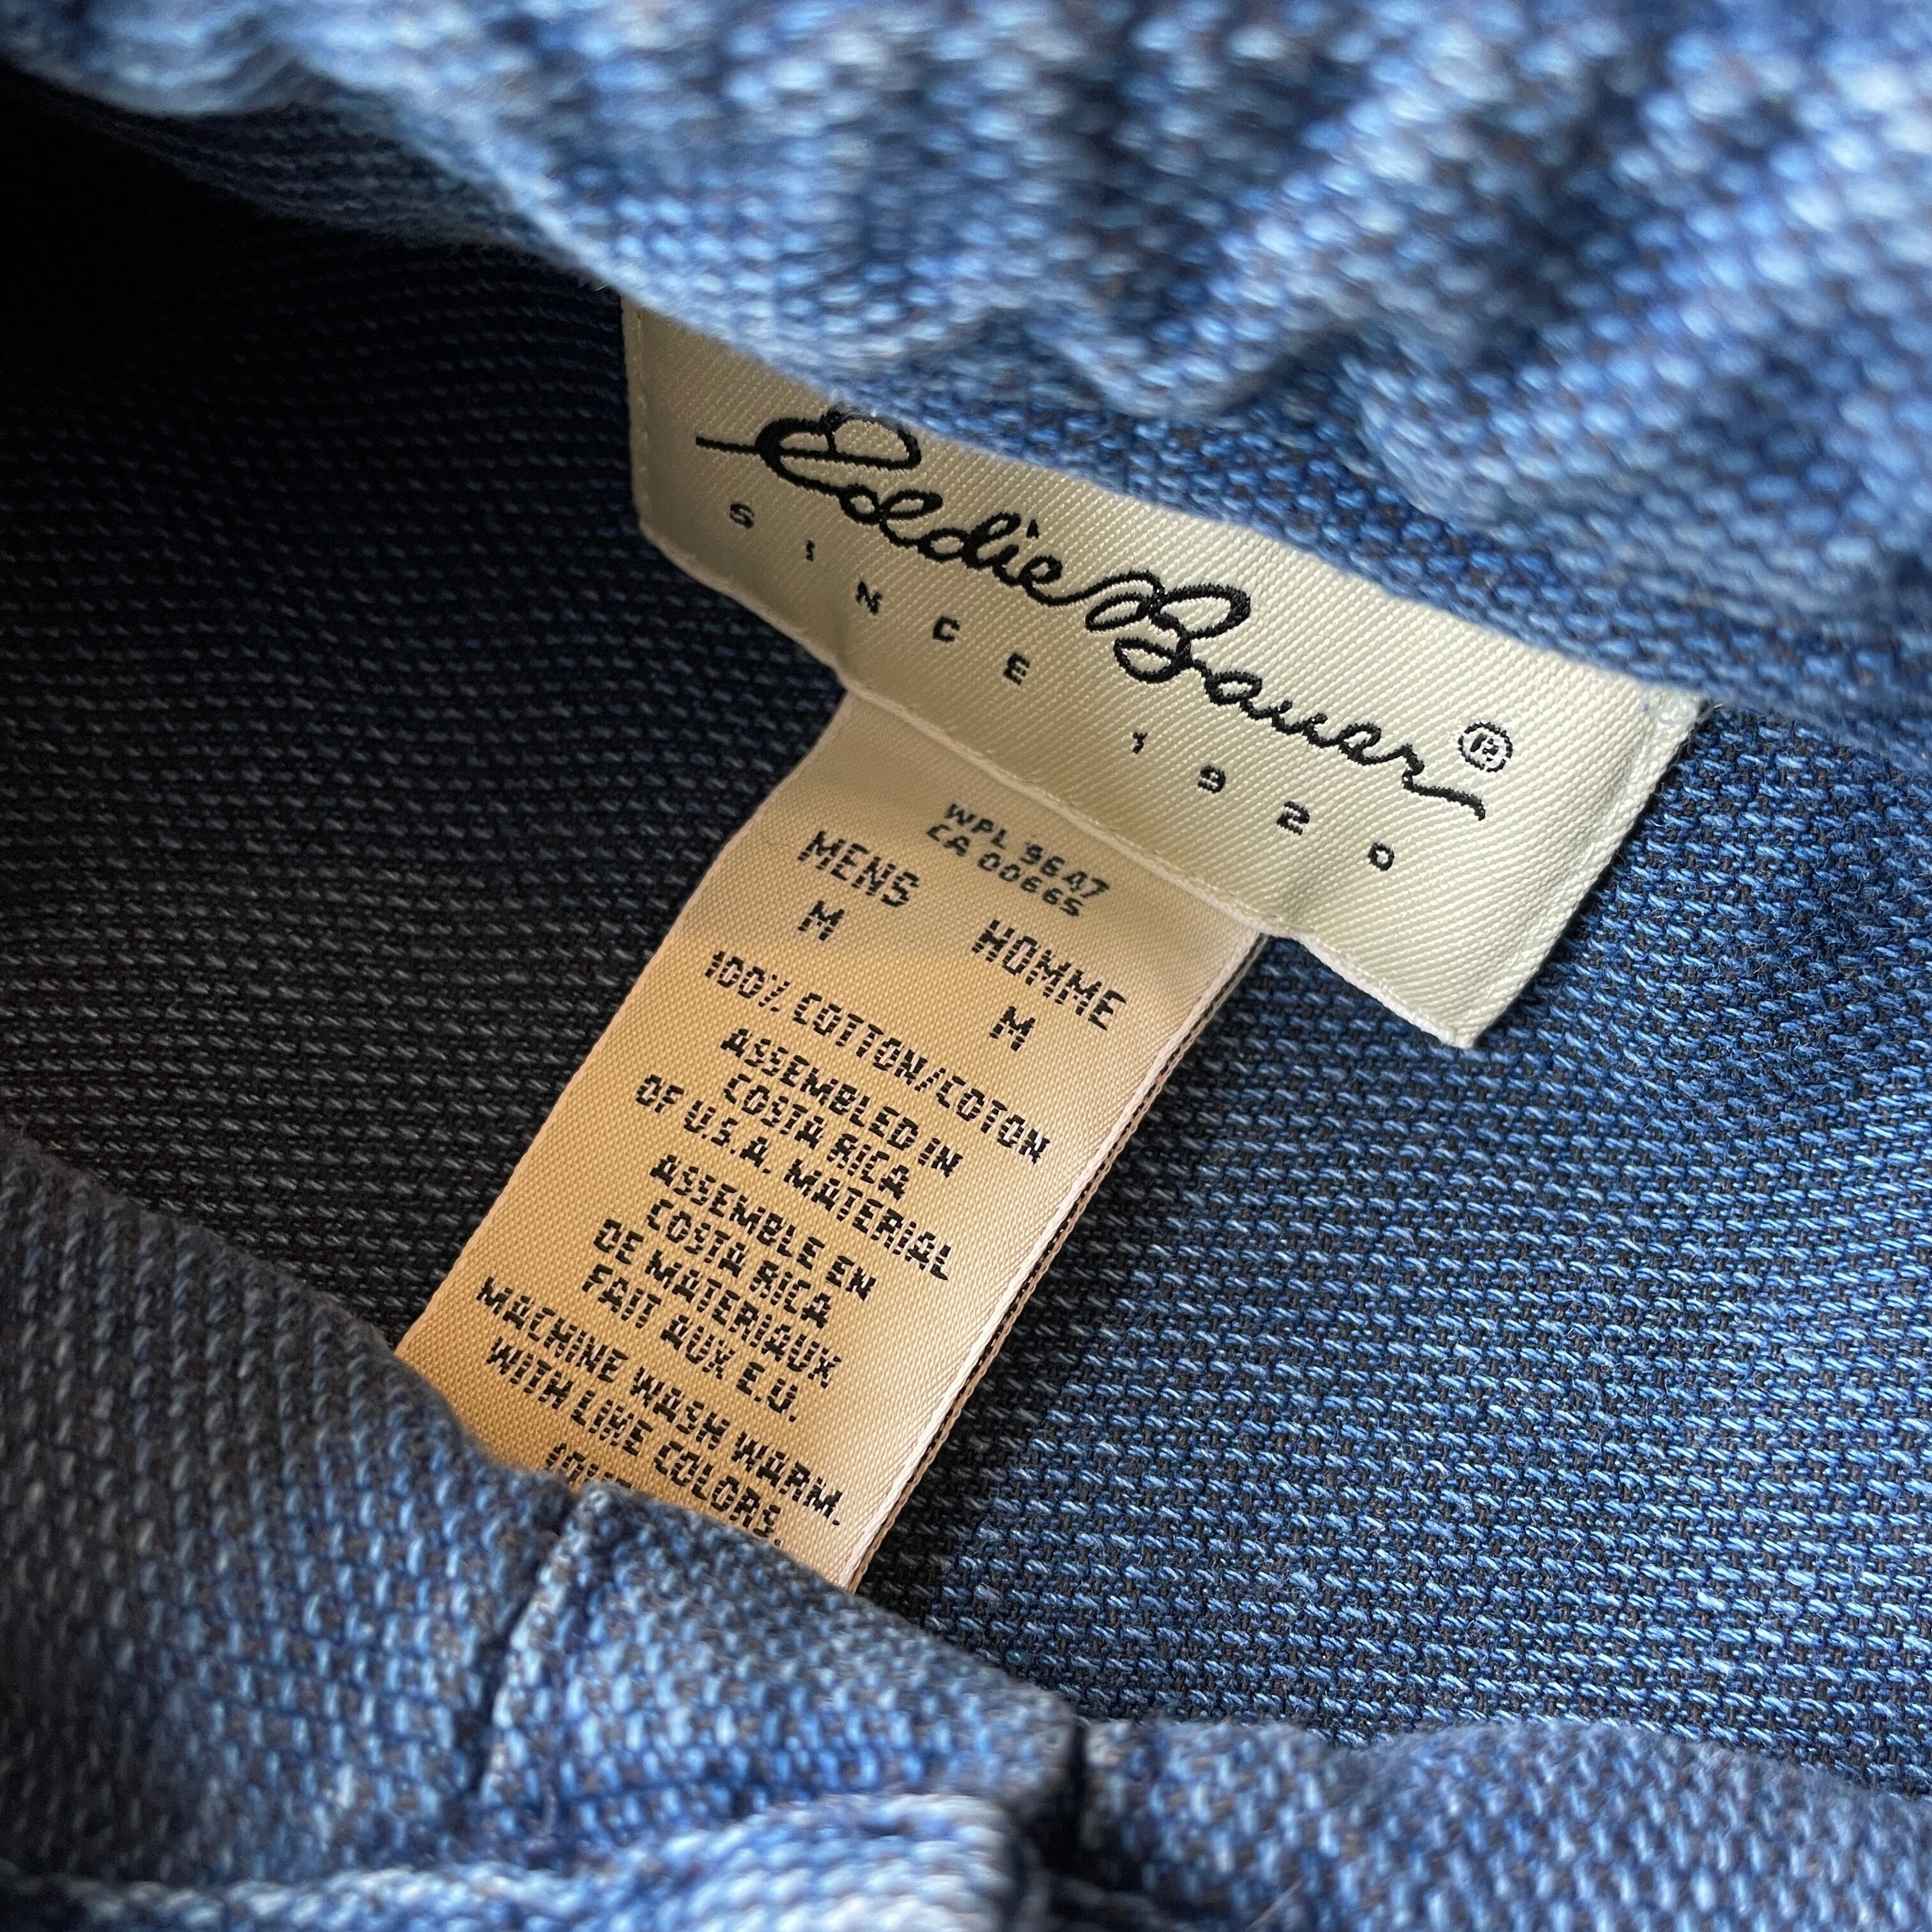 Eddie Bauer®
SINCE 1920
WPL 9647
CA 00665
MENS HOMME
M M
100% COTTON/COTON
ASSEMBLED IN
COSTA RICA
OF U.S.A. MATERIAL
ASSEMBLE EN
COSTA RICA
DE MATERIAUX
FAIT AUX E.U.
MACHINE WASH WARM.
WITH LIKE COLORS.